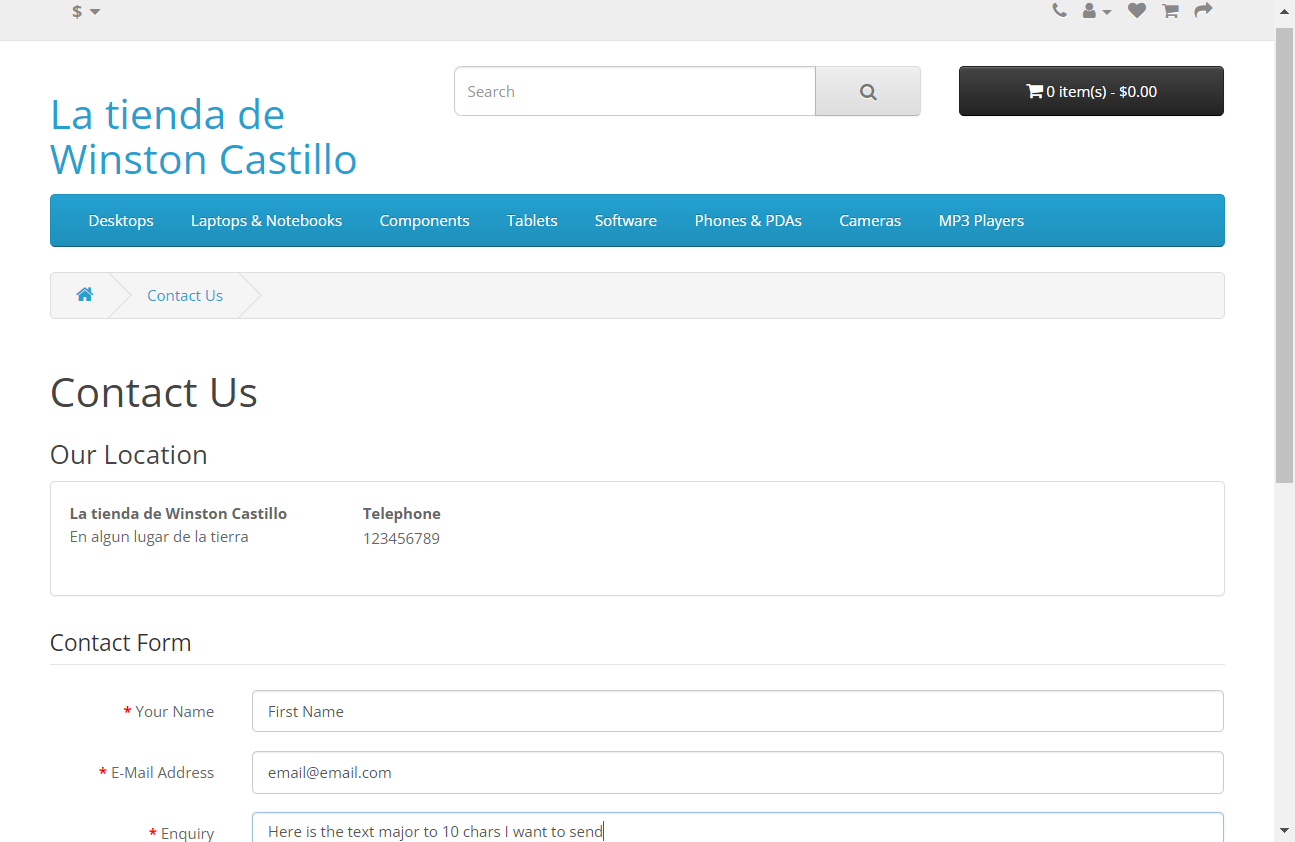 $
Search
0 item(s) - $0.00
La tienda de
Winston Castillo
Desktops
Laptops & Notebooks
Components
Tablets
Software
Phones & PDAs
Cameras
MP3 Players
Contact Us
Contact Us
Our Location
La tienda de Winston Castillo
En algun lugar de la tierra
Telephone
123456789
Contact Form
* Your Name
First Name
* E-Mail Address
email@email.com
* Enquiry
Here is the text major to 10 chars I want to send